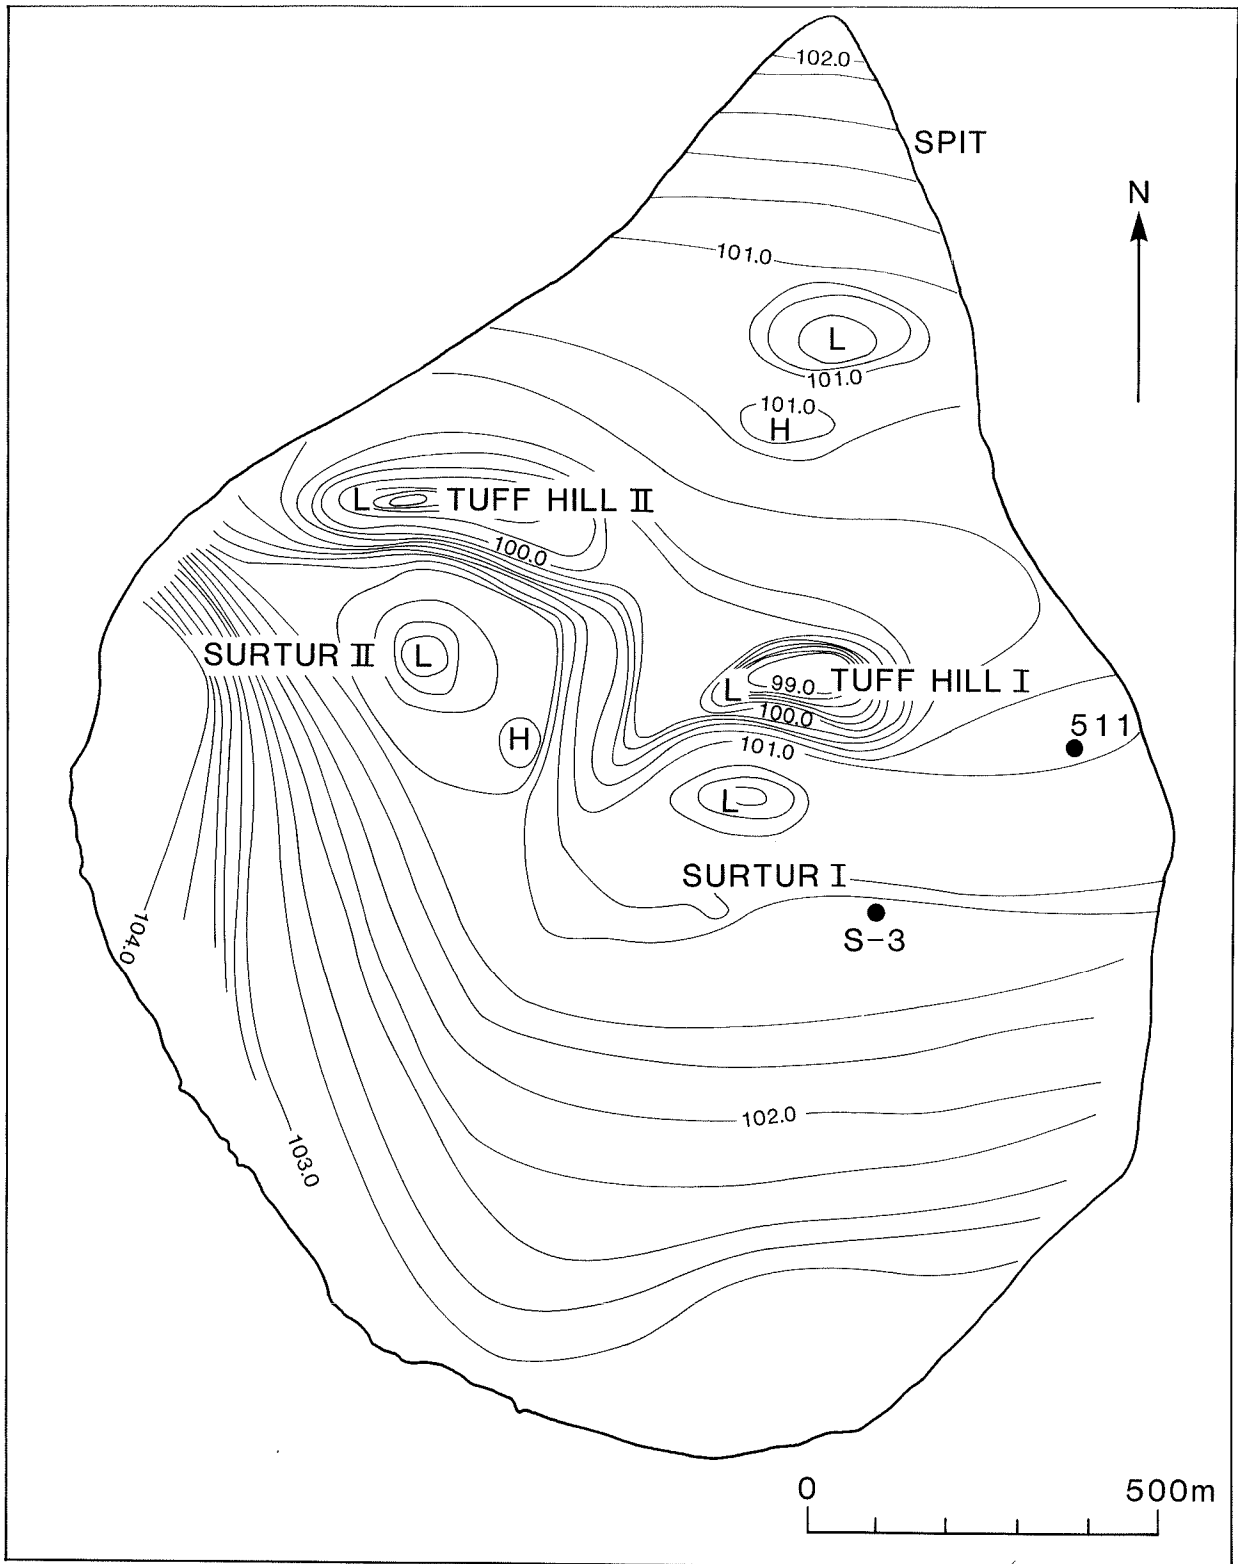 102.0
SPIT
N
101.0
L
101.0
101.0
H
L
TUFF HILL II
100.0
SURTUR II
L
L
99.0
TUFF HILL I
100.0
511
H
101.0
L
SURTUR I
S-3
104.0
102.0
103.0
0
500m